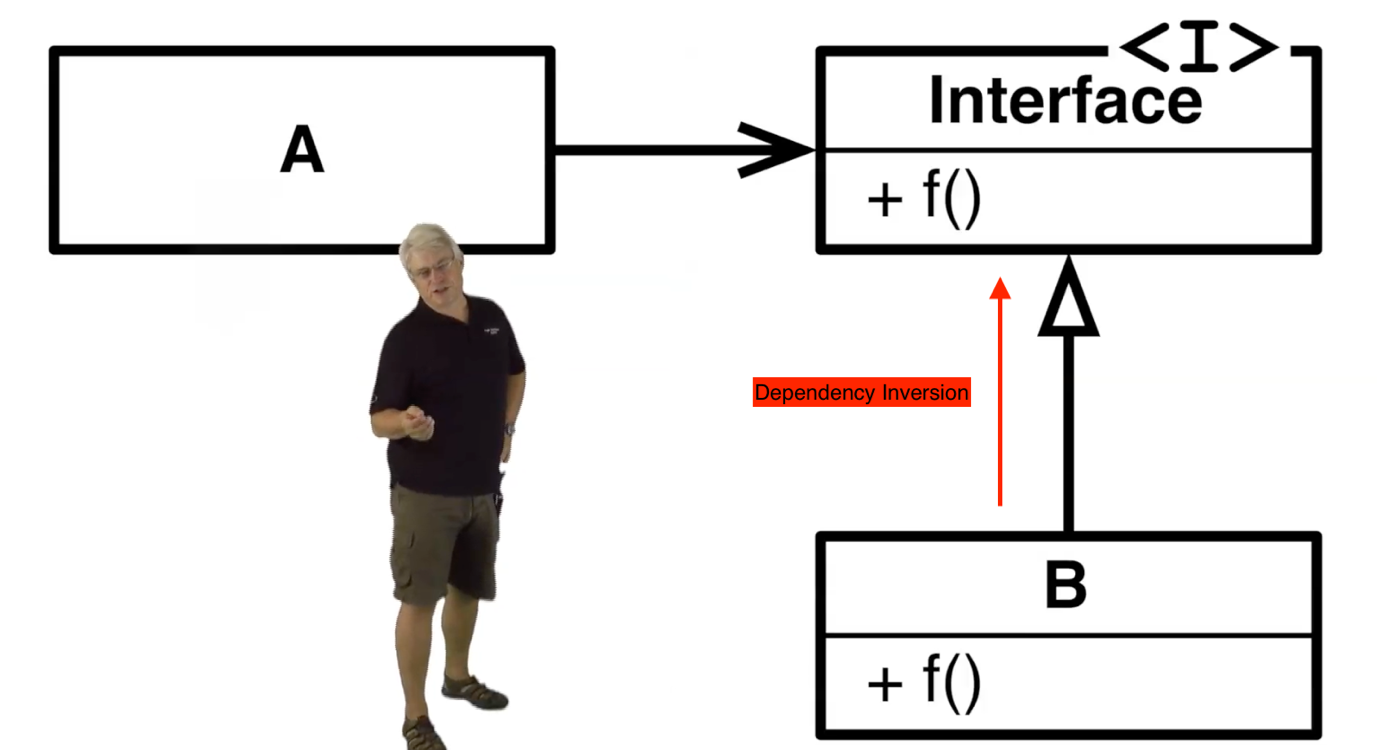 A
<I>
Interface
+ f()
Dependency Inversion
B
+ f()